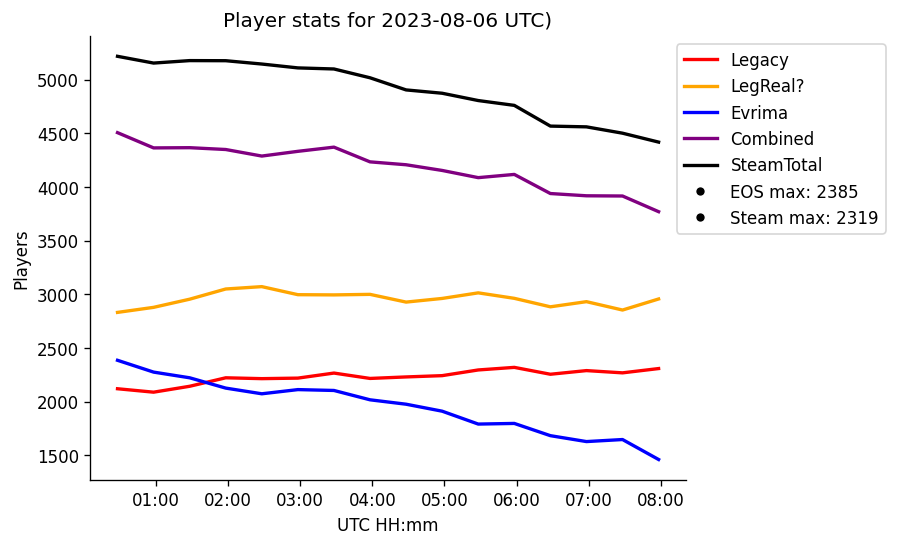 Player stats for 2023-08-06 UTC)
Players
5000
4500
4000
3500
3000
2500
2000
1500
01:00 02:00 03:00 04:00 05:00 06:00 07:00 08:00
UTC HH:mm
Legacy
LegReal?
Evrima
Combined
SteamTotal
EOS max: 2385
Steam max: 2319